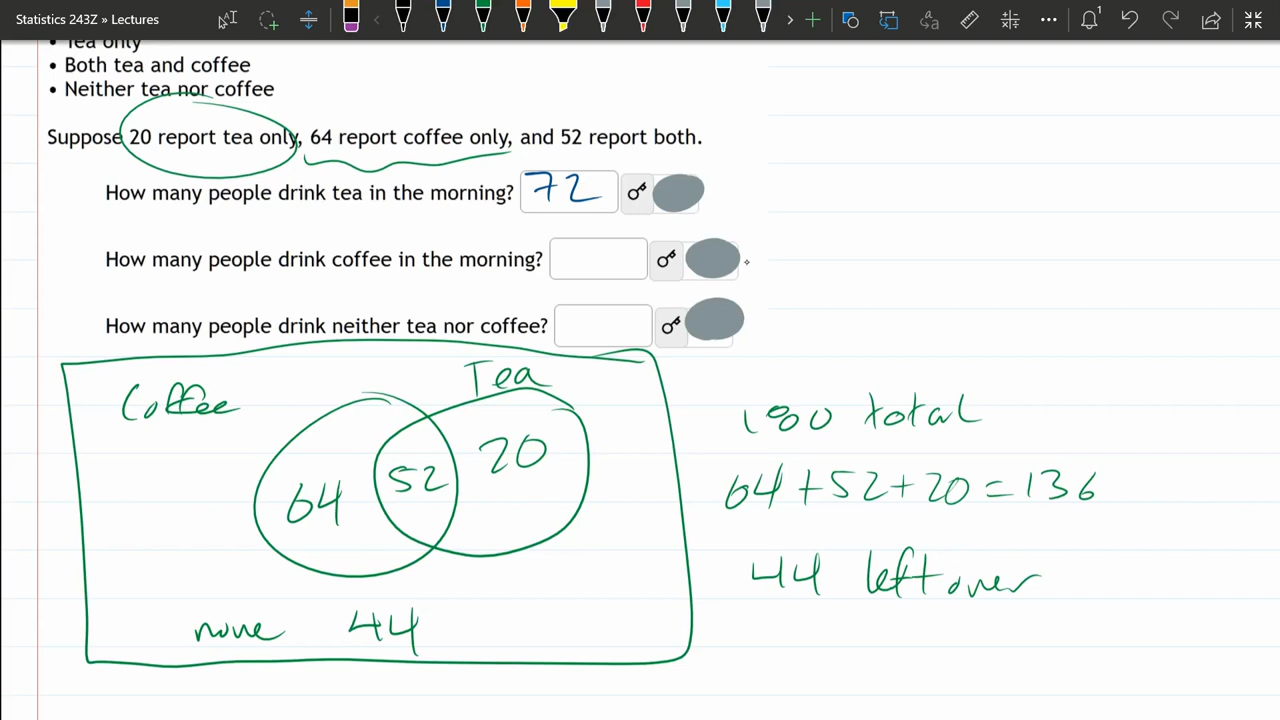 Statistics 243Z » Lectures
• Tea only
• Both tea and coffee
• Neither tea nor coffee
Suppose 20 report tea only, 64 report coffee only, and 52 report both.
How many people drink tea in the morning? 72
How many people drink coffee in the morning?
How many people drink neither tea nor coffee?
Tea
Coffee
180 total
20
52
64
64+52+20=136
44 leftover
none 44